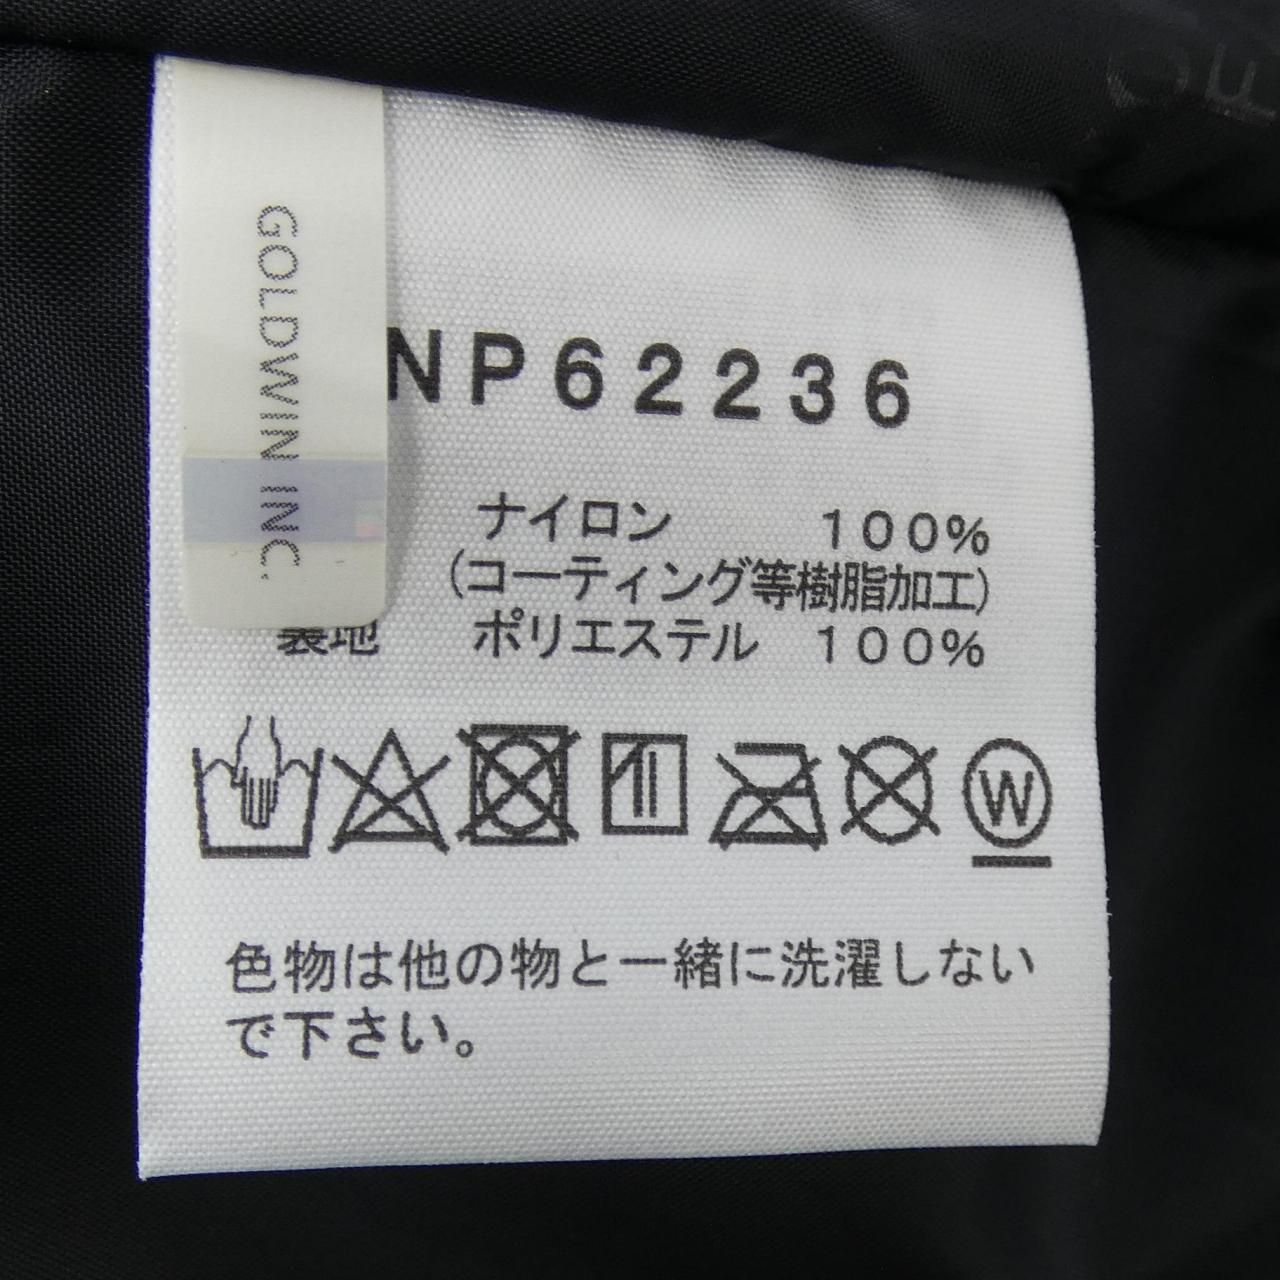 GOLDWIN INC.
NP62236
ナイロン 100%
(コーティング等樹脂加工)
裏地 ポリエステル 100%
W
色物は他の物と一緒に洗濯しない
で下さい。